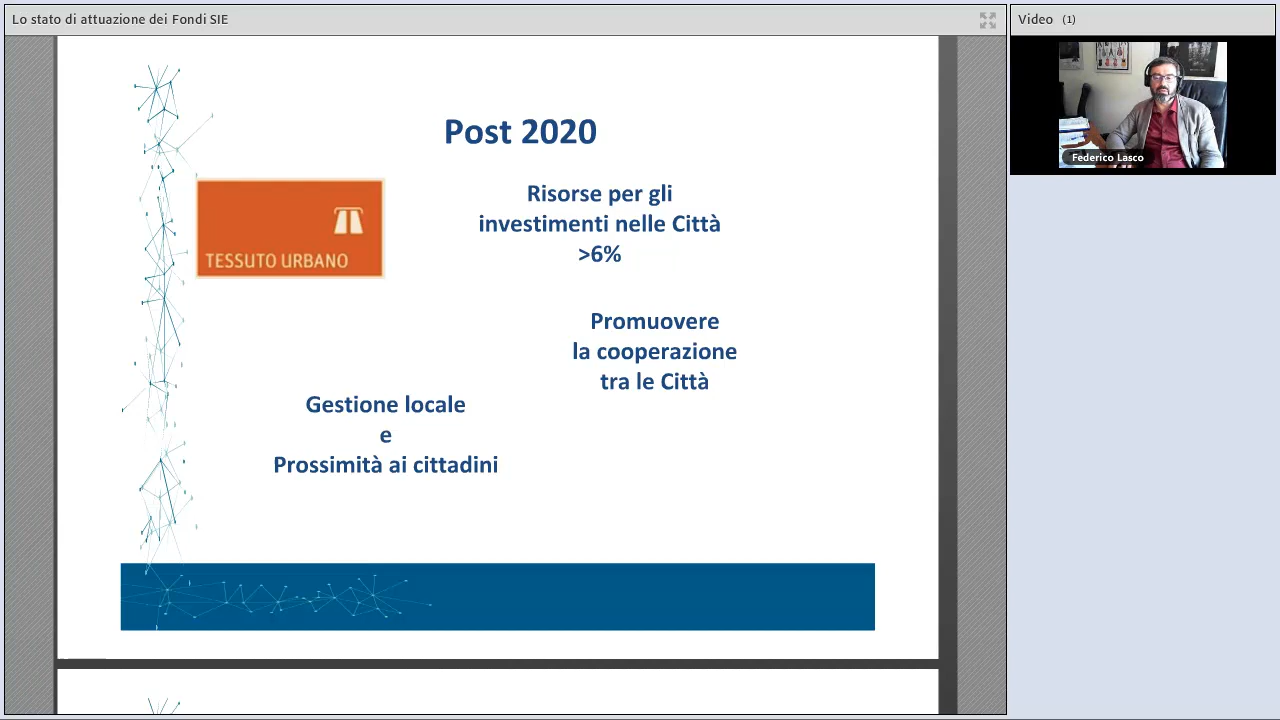 Lo stato di attuazione dei Fondi SIE
Video (1)
Federico Lasco
Post 2020
TESSUTO URBANO
Risorse per gli
investimenti nelle Città
>6%
Promuovere
la cooperazione
tra le Città
Gestione locale
e
Prossimità ai cittadini